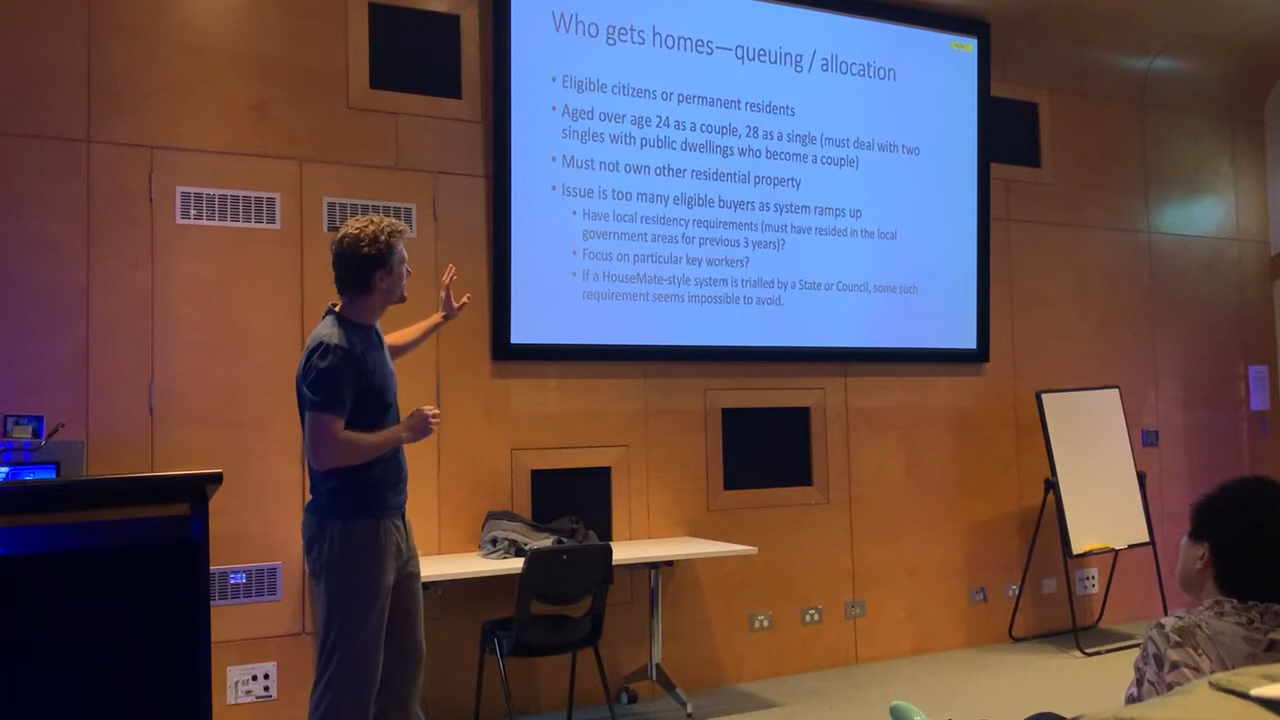 Who gets homes—queuing / allocation
• Eligible citizens or permanent residents
• Aged over age 24 as a couple, 28 as a single (must deal with two
singles with public dwellings who become a couple)
• Must not own other residential property
• Issue is too many eligible buyers as system ramps up
• Have local residency requirements (must have resided in the local
government areas for previous 3 years)?
• Focus on particular key workers?
• If a HouseMate-style system is trialled by a State or Council, some such
requirement seems impossible to avoid.